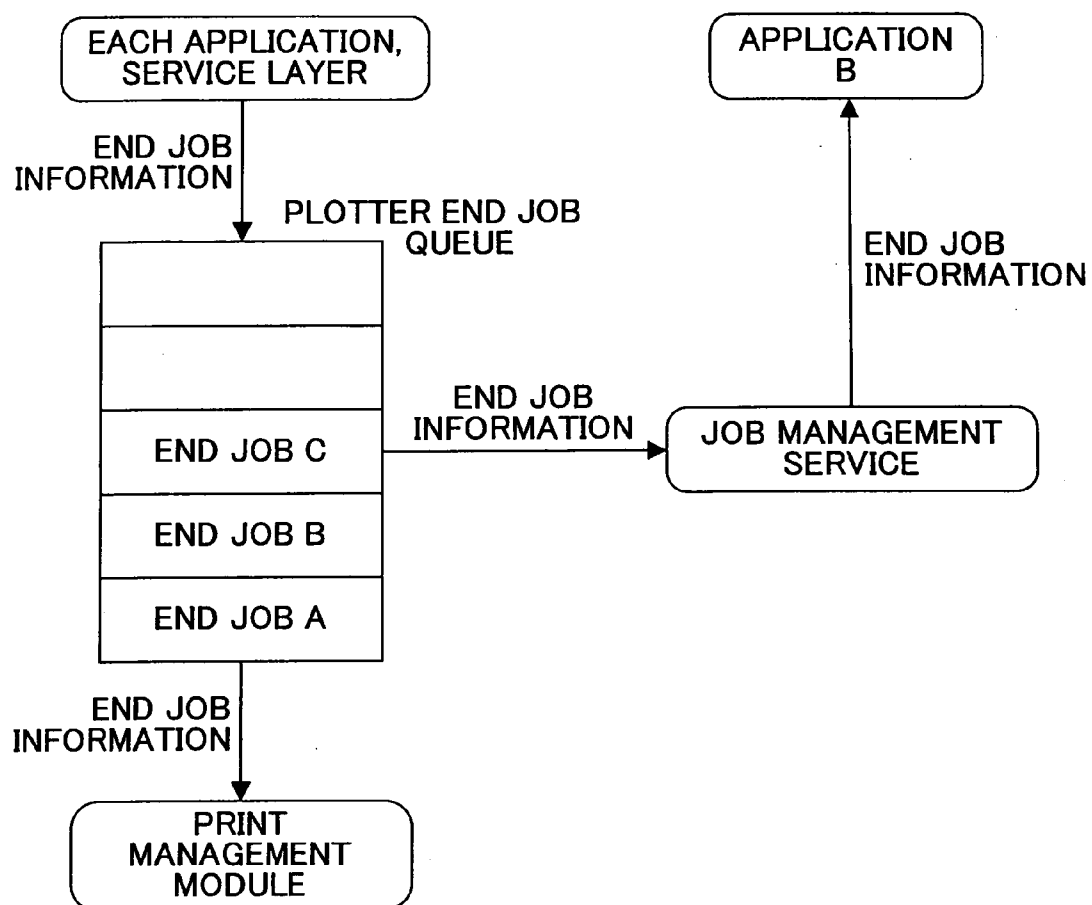 EACH APPLICATION,
SERVICE LAYER
APPLICATION
B
END JOB
INFORMATION
PLOTTER END JOB
QUEUE
END JOB
INFORMATION
END JOB
INFORMATION
END JOB C
JOB MANAGEMENT
SERVICE
END JOB B
END JOB A
END JOB
INFORMATION
PRINT
MANAGEMENT
MODULE